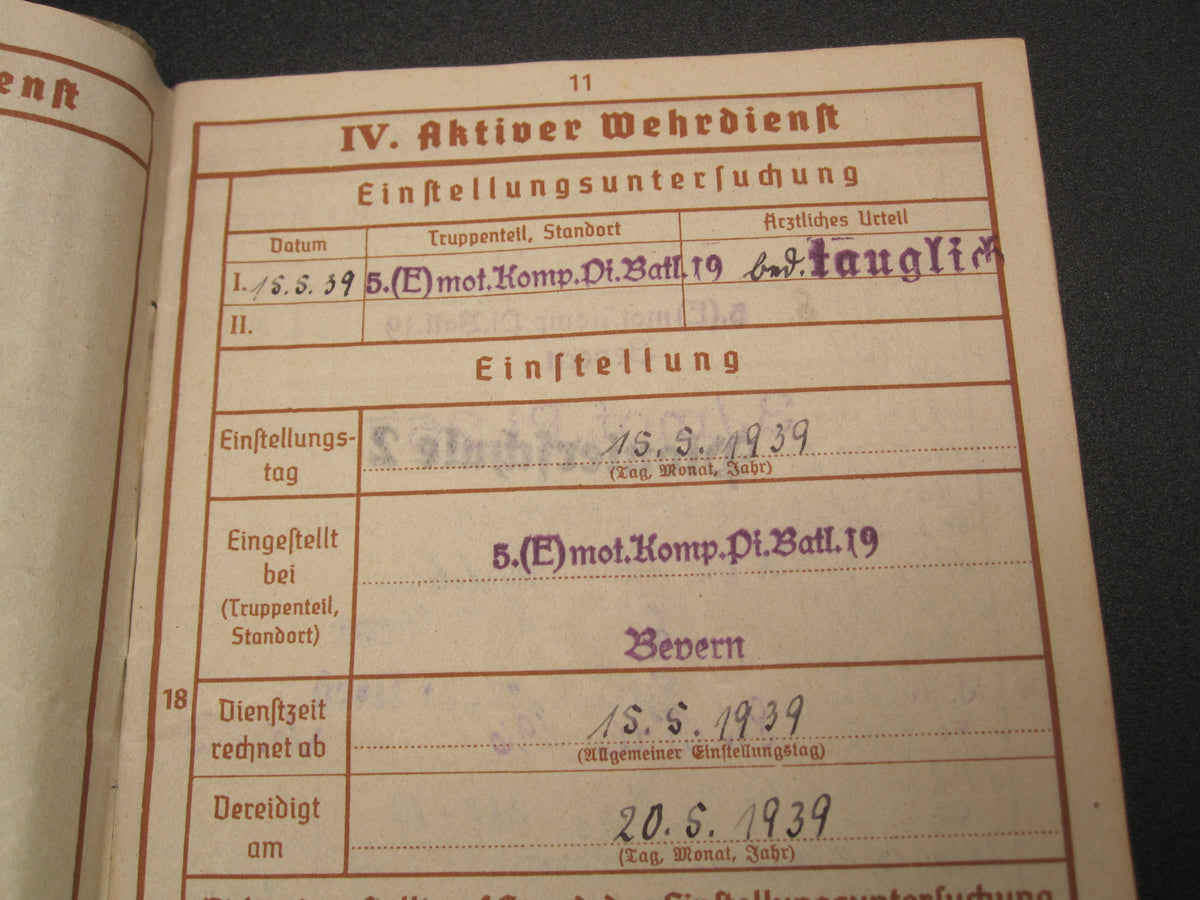 enſt
11
IV. Aktiver Wehrdienſt
Einſtellungsunterſuchung
Datum Truppenteil, Standort Ärztliches Urteil
I. 15.5.39 5.(E)mot.Komp.Pi.Batl.19 bed. tauglich
II.
Einſtellung
Einſtellungs-
tag
15.5.1939
(Tag, Monat, Jahr)
Eingeſtellt
bei
(Truppenteil,
Standort)
5.(E)mot.Komp.Pi.Batl.19
Bevern
18
Dienſtzeit
rechnet ab
15.5.1939
(Allgemeiner Einſtellungstag)
Vereidigt
am
20.5.1939
(Tag, Monat, Jahr)
Einſtellungsunterſuchung